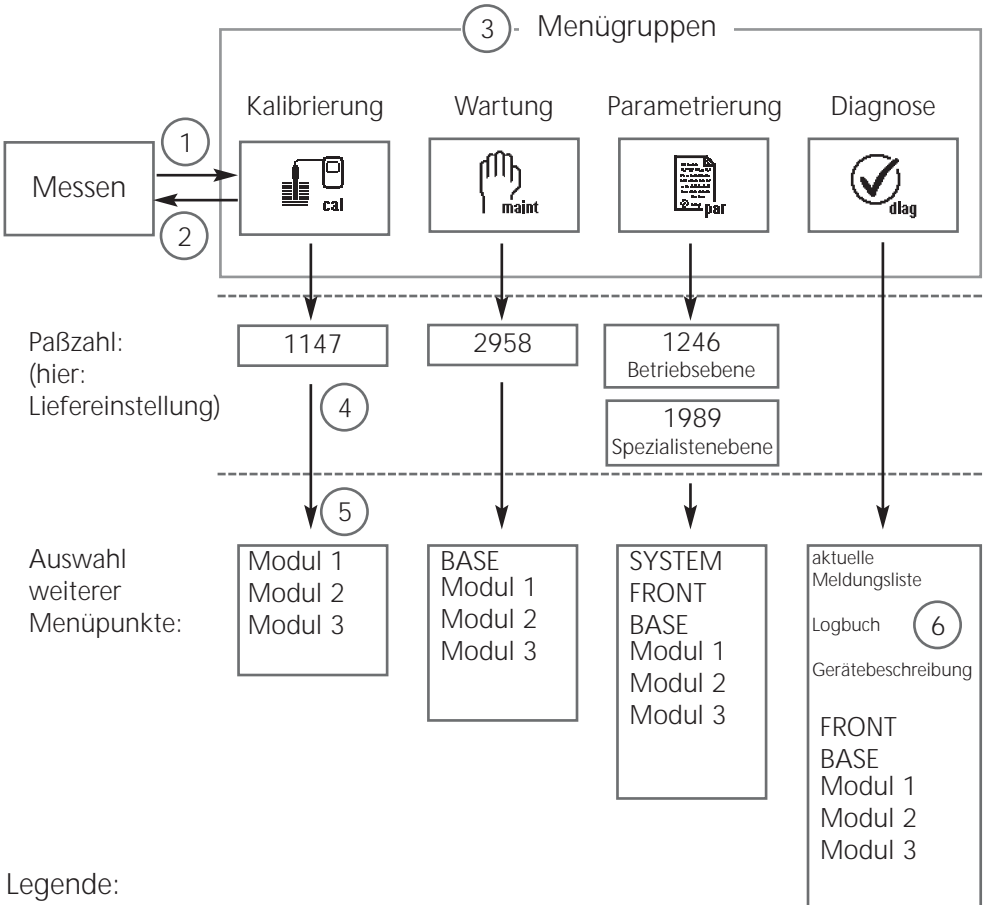 3 Menügruppen
Kalibrierung Wartung Parametrierung Diagnose
1
Messen
cal maint par diag
2
Paßzahl:
(hier:
Liefereinstellung)
1147 2958 1246
Betriebsebene
1989
Spezialistenebene
4
5
Auswahl
weiterer
Menüpunkte:
Modul 1
Modul 2
Modul 3
BASE
Modul 1
Modul 2
Modul 3
SYSTEM
FRONT
BASE
Modul 1
Modul 2
Modul 3
aktuelle
Meldungsliste
Logbuch 6
Gerätebeschreibung
FRONT
BASE
Modul 1
Modul 2
Modul 3
Legende: